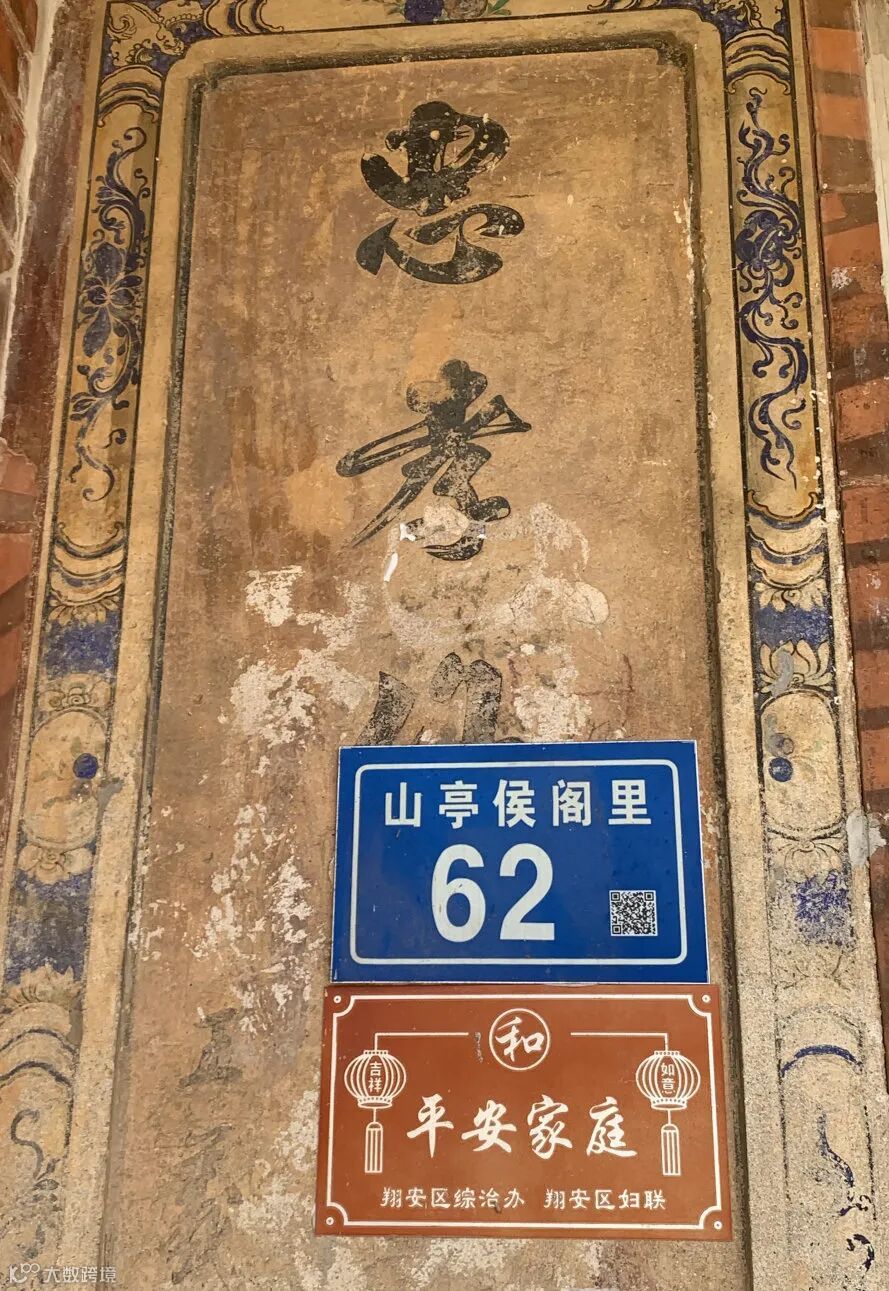 忠
孝
山亭侯阁里
62
和
吉祥
如意
平安家庭
翔安区综治办 翔安区妇联
大数跨境